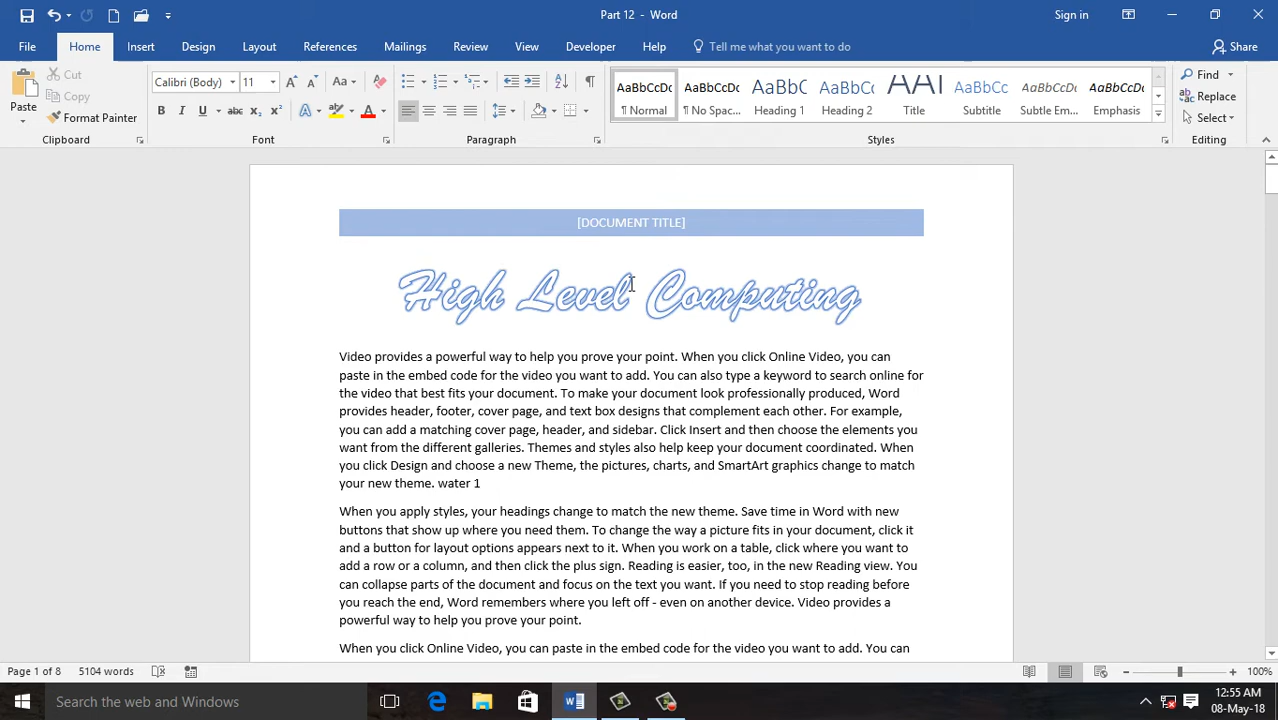 Part 12 - Word
Sign in
File Home Insert Design Layout References Mailings Review View Developer Help Tell me what you want to do Share
Paste
Cut
Copy
Format Painter
Clipboard
Calibri (Body) 11
Font
Paragraph
AaBbCcDc AaBbCcDc AaBbC AaBbCc AaB AaBbCc AaBbCcDc AaBbCcDc
¶ Normal ¶ No Spac... Heading 1 Heading 2 Title Subtitle Subtle Em... Emphasis
Styles
Find
Replace
Select
Editing
[DOCUMENT TITLE]
High Level Computing
Video provides a powerful way to help you prove your point. When you click Online Video, you can
paste in the embed code for the video you want to add. You can also type a keyword to search online for
the video that best fits your document. To make your document look professionally produced, Word
provides header, footer, cover page, and text box designs that complement each other. For example,
you can add a matching cover page, header, and sidebar. Click Insert and then choose the elements you
want from the different galleries. Themes and styles also help keep your document coordinated. When
you click Design and choose a new Theme, the pictures, charts, and SmartArt graphics change to match
your new theme. water 1
When you apply styles, your headings change to match the new theme. Save time in Word with new
buttons that show up where you need them. To change the way a picture fits in your document, click it
and a button for layout options appears next to it. When you work on a table, click where you want to
add a row or a column, and then click the plus sign. Reading is easier, too, in the new Reading view. You
can collapse parts of the document and focus on the text you want. If you need to stop reading before
you reach the end, Word remembers where you left off - even on another device. Video provides a
powerful way to help you prove your point.
When you click Online Video, you can paste in the embed code for the video you want to add. You can
Page 1 of 8 5104 words 100%
Search the web and Windows
12:55 AM
08-May-18